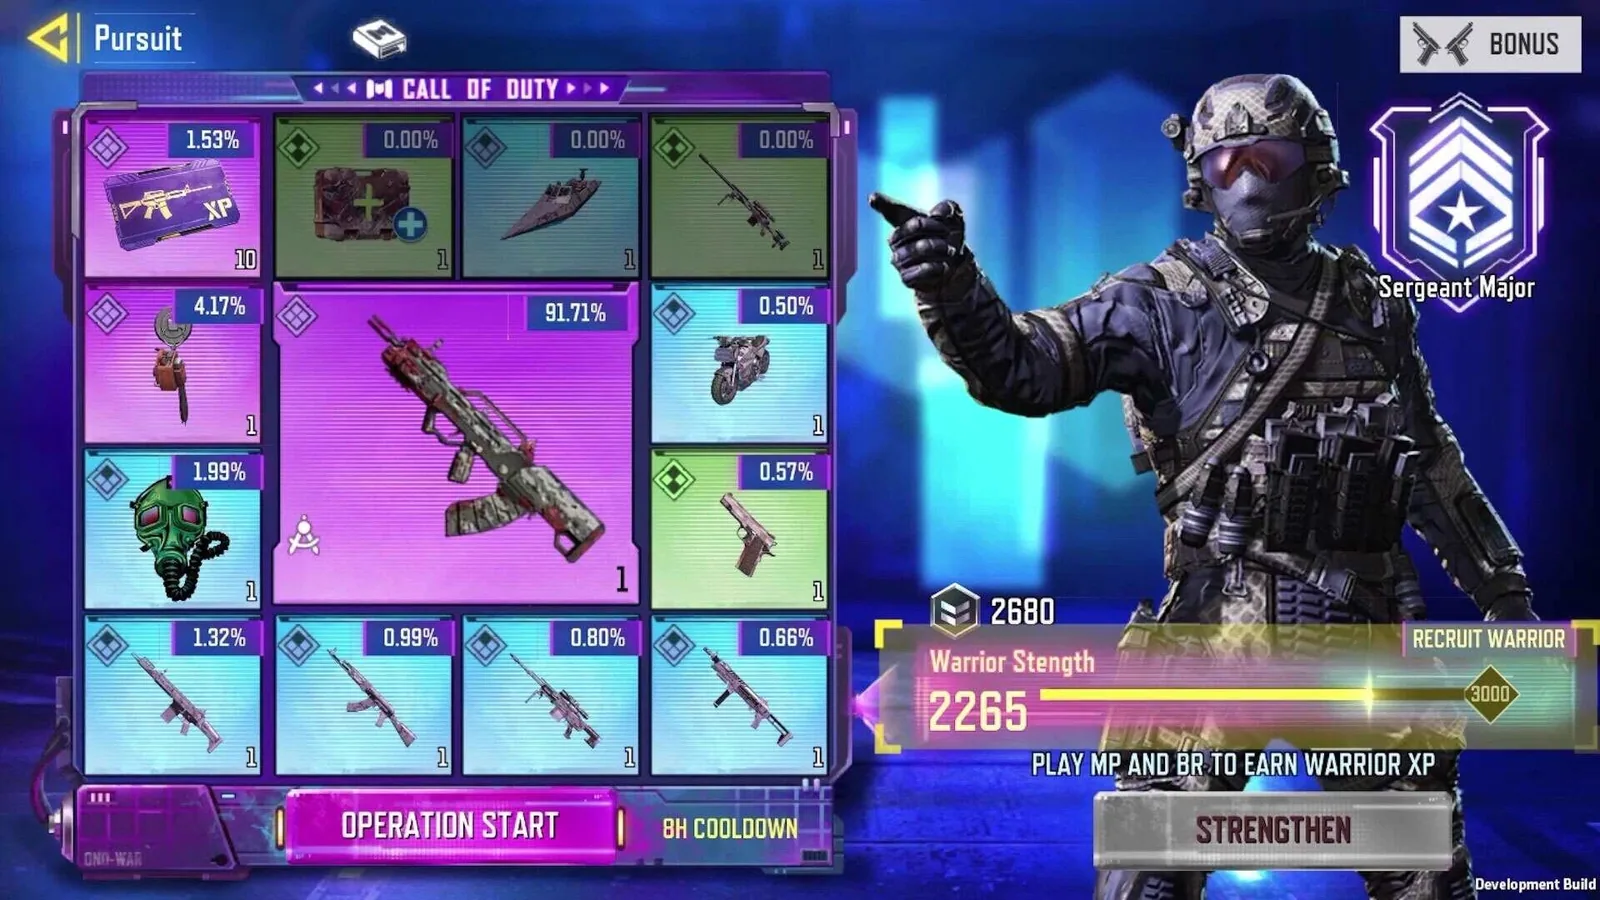 Pursuit
BONUS
CALL OF DUTY
1.53%
XP
10
0.00%
1
0.00%
1
0.00%
1
Sergeant Major
4.17%
1
91.71%
1
0.50%
1
1.99%
1
0.57%
1
1.32%
1
0.99%
1
0.80%
1
0.66%
1
2680
RECRUIT WARRIOR
Warrior Stength
2265
3000
PLAY MP AND BR TO EARN WARRIOR XP
OPERATION START
8H COOLDOWN
STRENGTHEN
Development Build